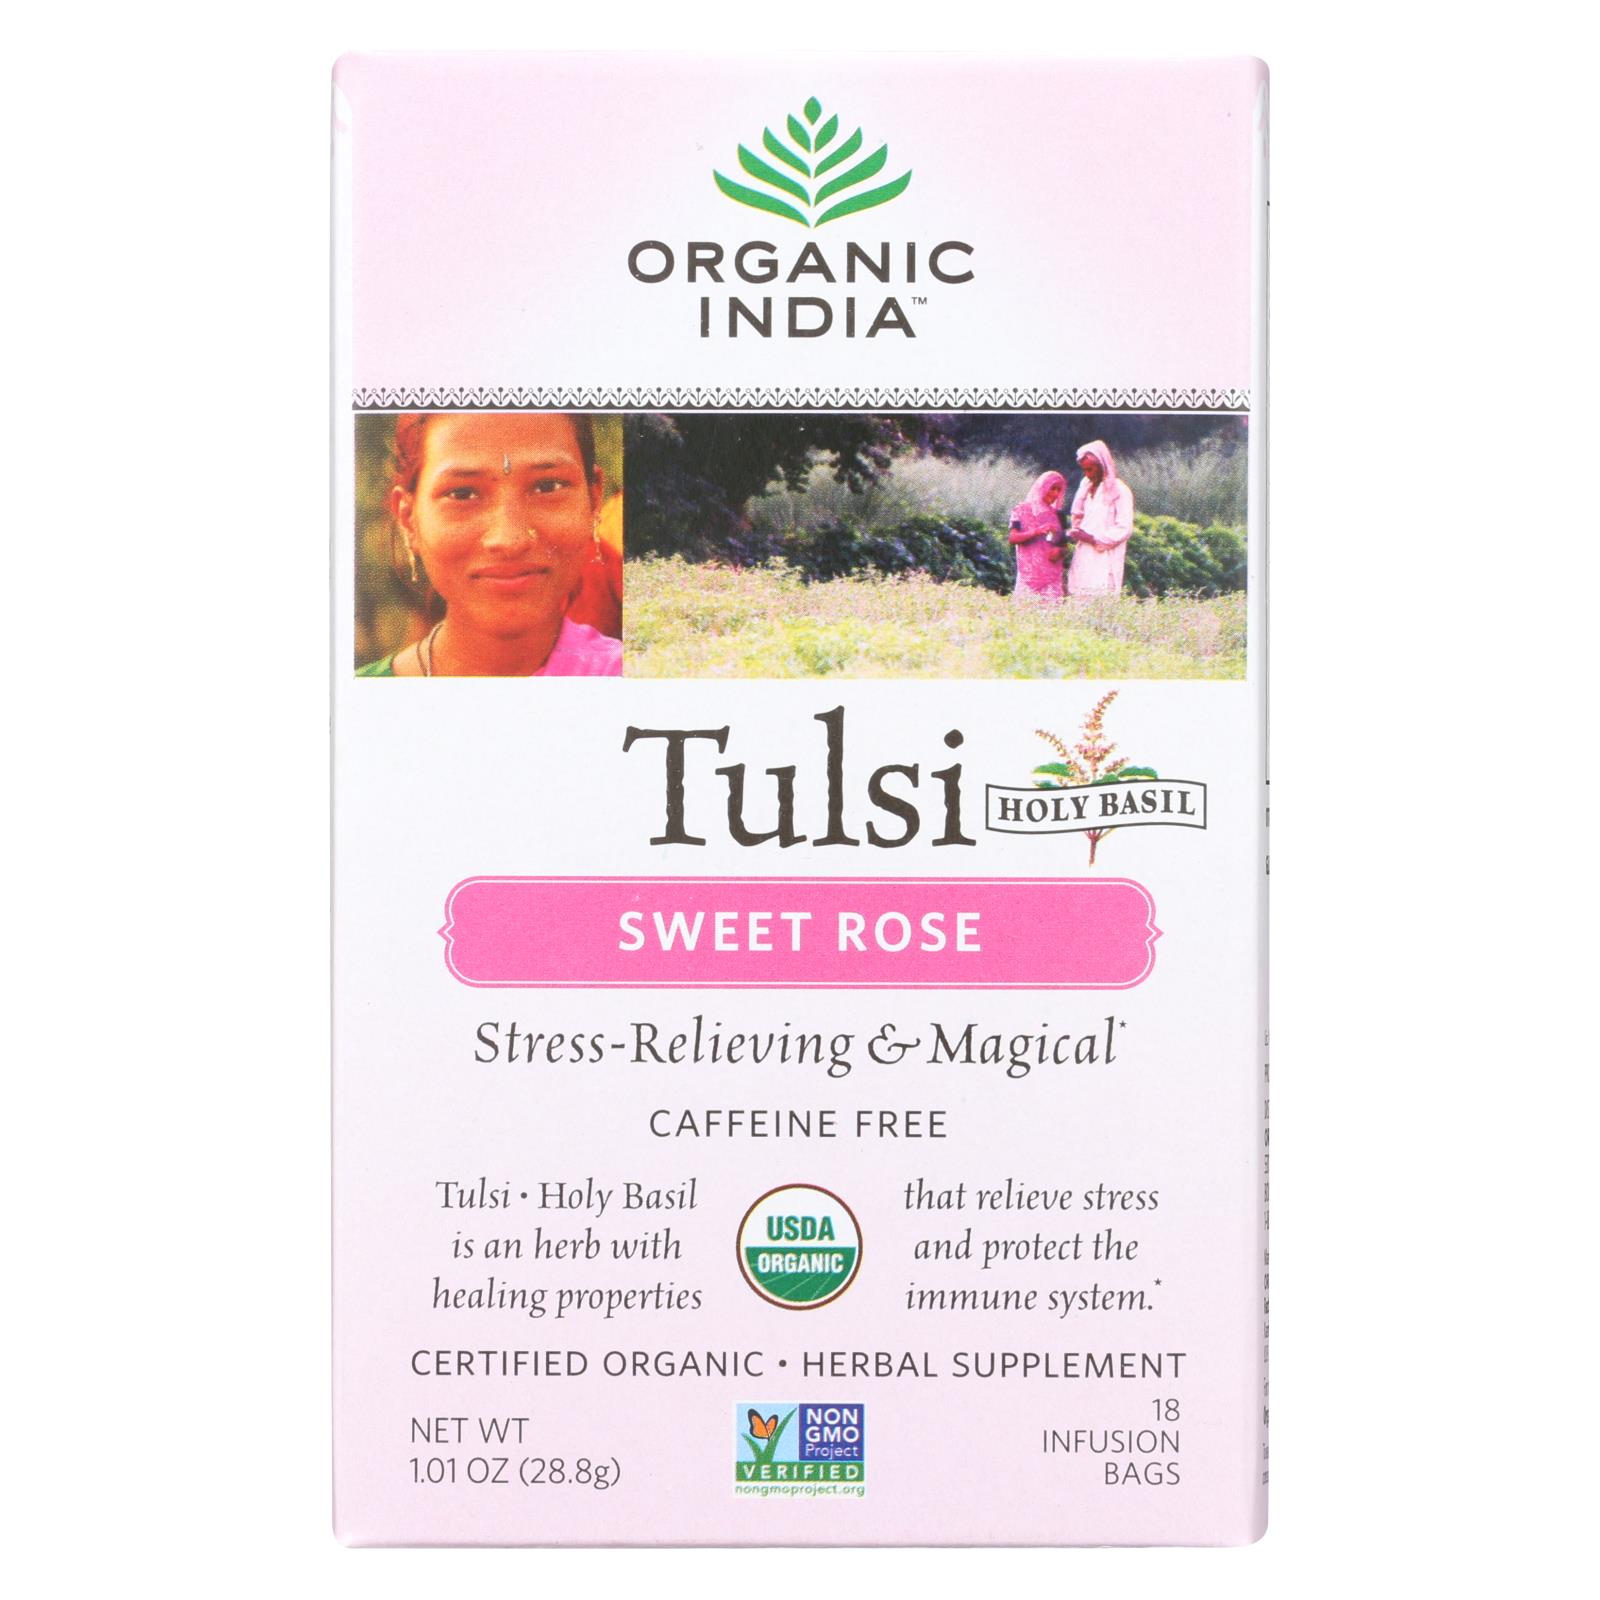 ORGANIC
INDIA™
Tulsi
HOLY BASIL
SWEET ROSE
Stress-Relieving & Magical*
CAFFEINE FREE
Tulsi • Holy Basil
is an herb with
healing properties
USDA
ORGANIC
that relieve stress
and protect the
immune system.*
CERTIFIED ORGANIC • HERBAL SUPPLEMENT
NET WT
1.01 OZ (28.8g)
NON
GMO
Project
VERIFIED
nongmoproject.org
18
INFUSION
BAGS